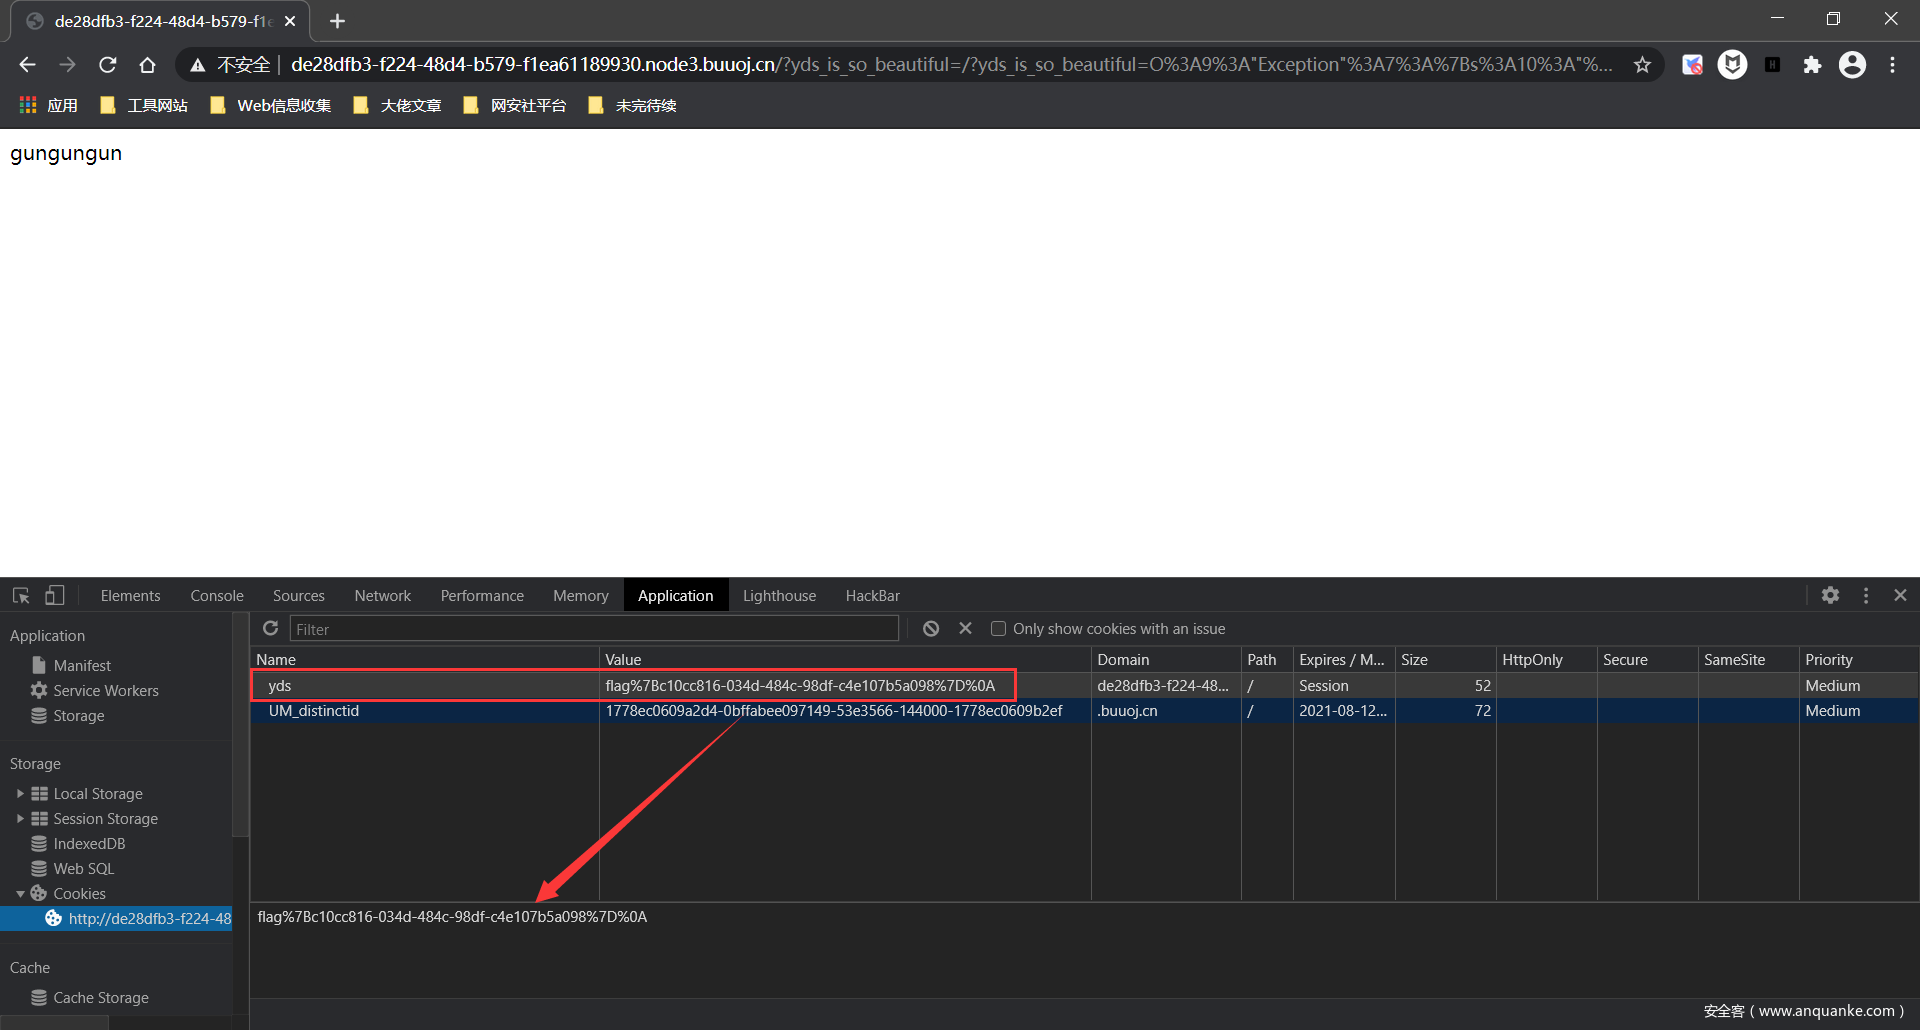 de28dfb3-f224-48d4-b579-f1e
不安全 | de28dfb3-f224-48d4-b579-f1ea61189930.node3.buuoj.cn/?yds_is_so_beautiful=/?yds_is_so_beautiful=O%3A9%3A"Exception"%3A7%3A%7Bs%3A10%3A"%...
应用 工具网站 Web信息收集 大佬文章 网安社平台 未完待续
gungungun
Elements Console Sources Network Performance Memory Application Lighthouse HackBar
Application
Manifest
Service Workers
Storage
Storage
Local Storage
Session Storage
IndexedDB
Web SQL
Cookies
http://de28dfb3-f224-48
Cache
Cache Storage
Filter Only show cookies with an issue
Name Value Domain Path Expires / M... Size HttpOnly Secure SameSite Priority
yds flag%7Bc10cc816-034d-484c-98df-c4e107b5a098%7D%0A de28dfb3-f224-48... / Session 52 Medium
UM_distinctid 1778ec0609a2d4-0bffabee097149-53e3566-144000-1778ec0609b2ef .buuoj.cn / 2021-08-12... 72 Medium
flag%7Bc10cc816-034d-484c-98df-c4e107b5a098%7D%0A
安全客 ( www.anquanke.com )